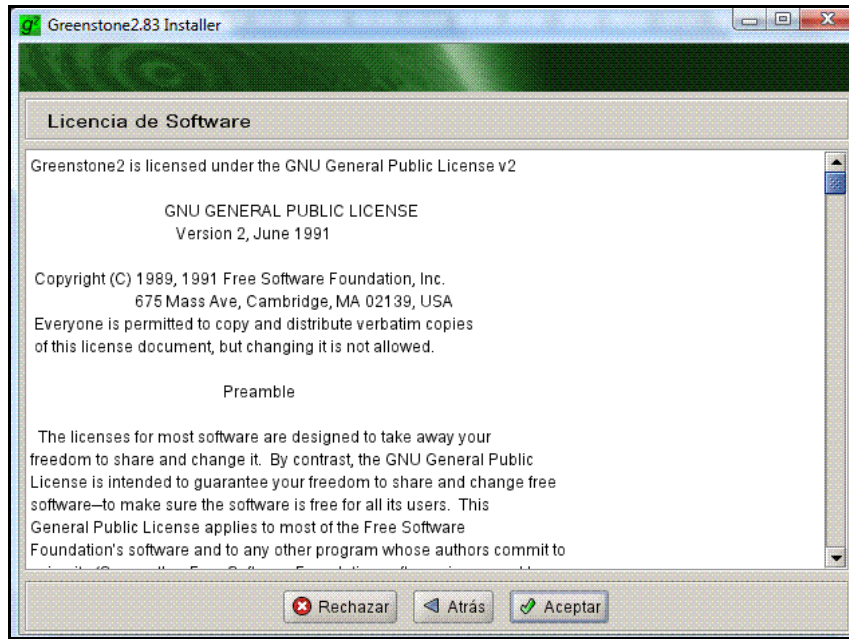 g² Greenstone2.83 Installer
Licencia de Software
Greenstone2 is licensed under the GNU General Public License v2
GNU GENERAL PUBLIC LICENSE
Version 2, June 1991
Copyright (C) 1989, 1991 Free Software Foundation, Inc.
675 Mass Ave, Cambridge, MA 02139, USA
Everyone is permitted to copy and distribute verbatim copies
of this license document, but changing it is not allowed.
Preamble
The licenses for most software are designed to take away your
freedom to share and change it. By contrast, the GNU General Public
License is intended to guarantee your freedom to share and change free
software—to make sure the software is free for all its users. This
General Public License applies to most of the Free Software
Foundation's software and to any other program whose authors commit to
Rechazar Atrás Aceptar